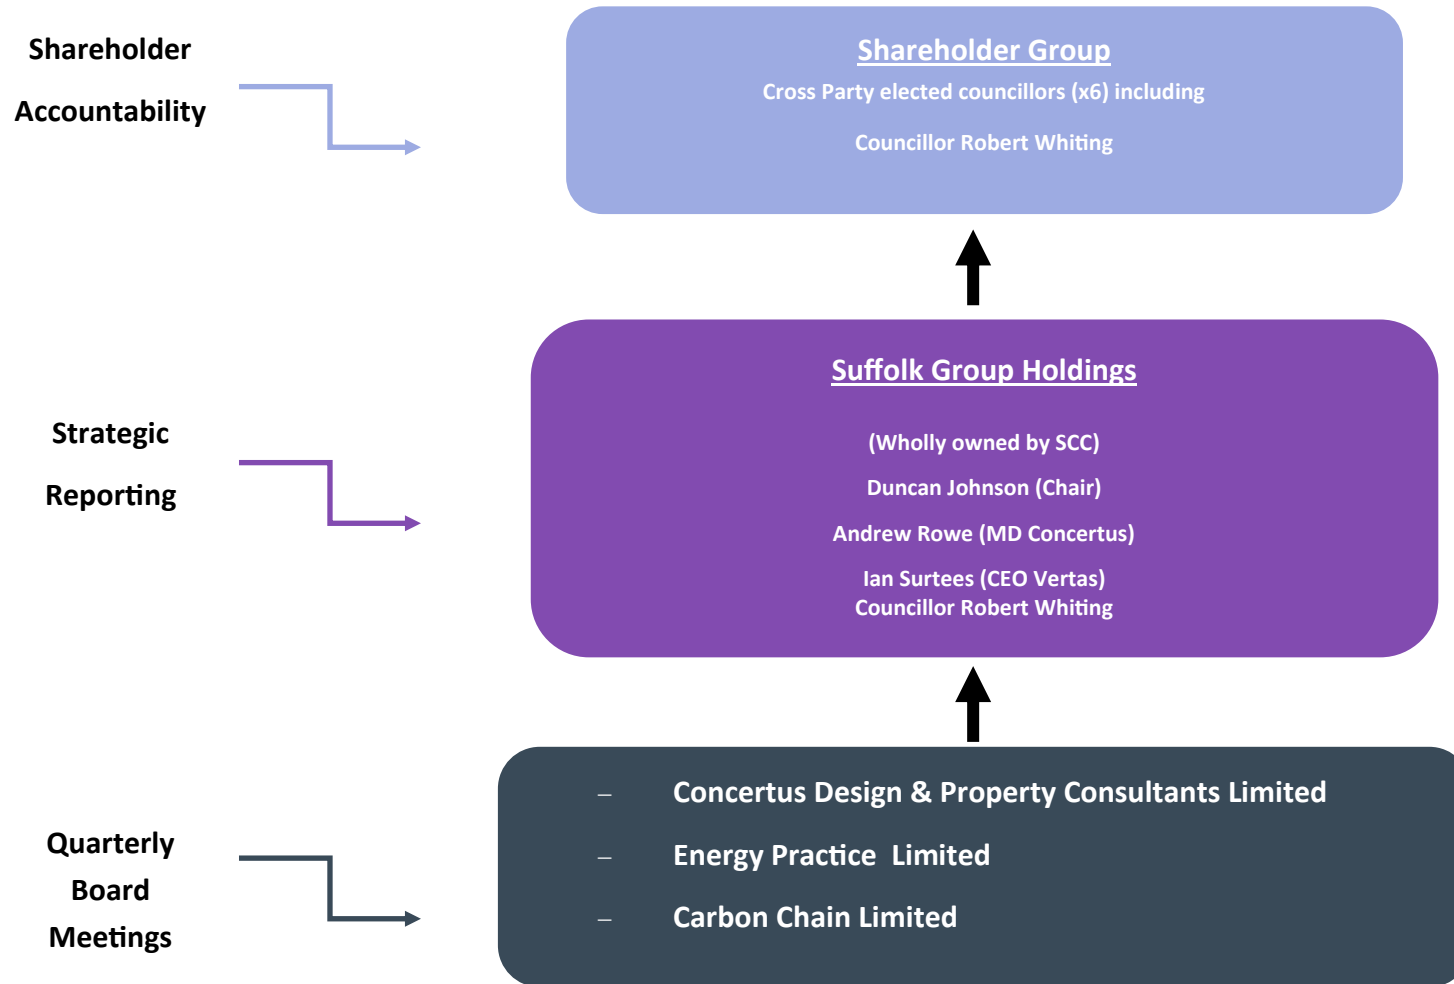 Shareholder
Accountability
Shareholder Group
Cross Party elected councillors (x6) including
Councillor Robert Whiting
Strategic
Reporting
Suffolk Group Holdings
(Wholly owned by SCC)
Duncan Johnson (Chair)
Andrew Rowe (MD Concertus)
Ian Surtees (CEO Vertas)
Councillor Robert Whiting
Quarterly
Board
Meetings
– Concertus Design & Property Consultants Limited
– Energy Practice Limited
– Carbon Chain Limited